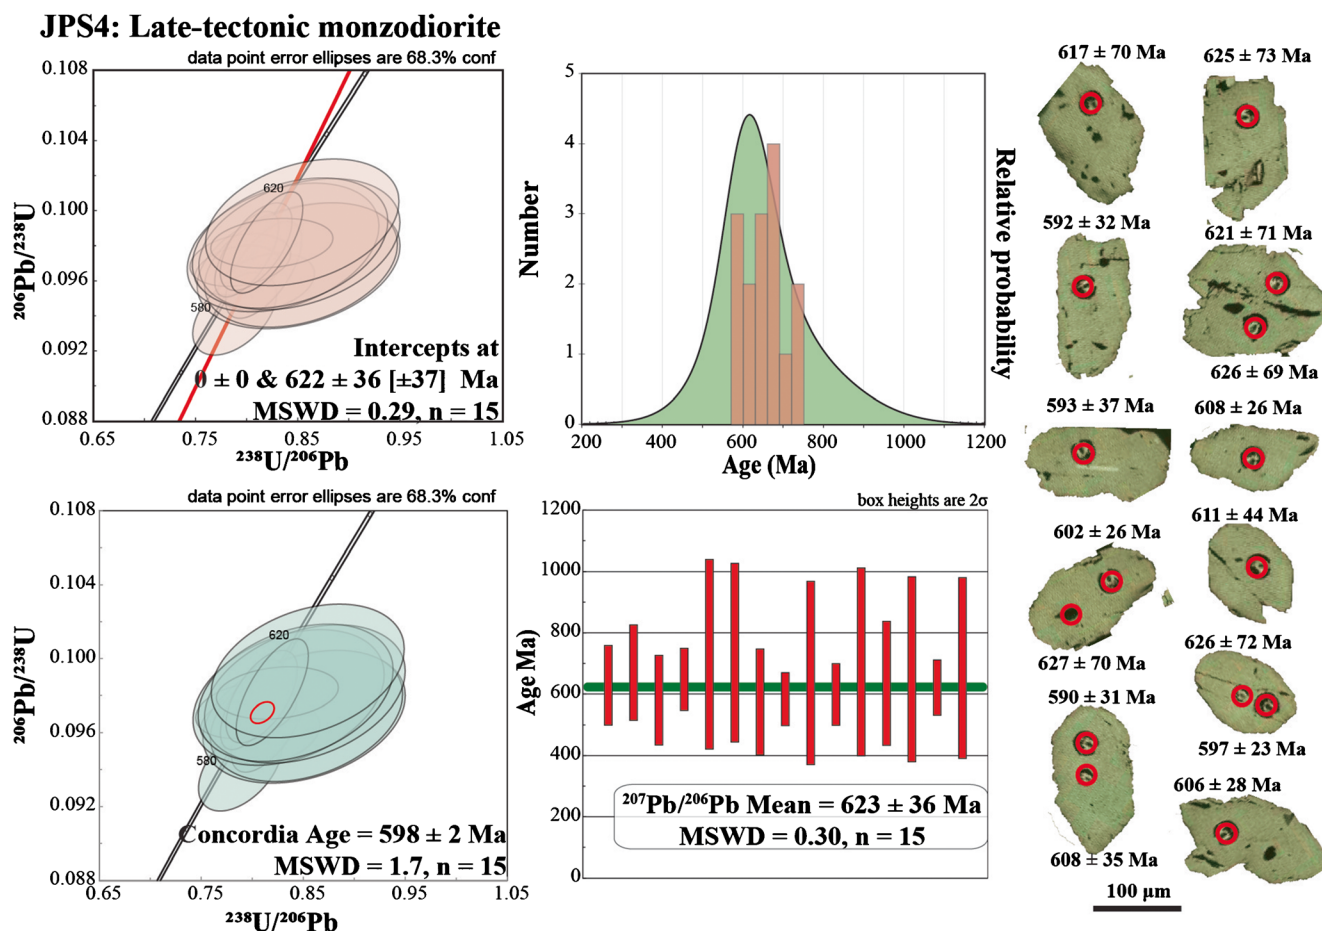 JPS4: Late-tectonic monzodiorite
data point error ellipses are 68.3% conf
0.108
0.104
0.100
0.096
0.092
0.088
206Pb/238U
620
580
Intercepts at
0 ± 0 & 622 ± 36 [±37] Ma
MSWD = 0.29, n = 15
0.65
0.75
0.85
0.95
1.05
238U/206Pb
5
4
3
2
1
0
Number
Relative probability
200
400
600
800
1000
1200
Age (Ma)
data point error ellipses are 68.3% conf
0.108
0.104
0.100
0.096
0.092
0.088
206Pb/238U
620
580
Concordia Age = 598 ± 2 Ma
MSWD = 1.7, n = 15
0.65
0.75
0.85
0.95
1.05
238U/206Pb
box heights are 2σ
1200
1000
800
600
400
200
0
Age Ma)
207Pb/206Pb Mean = 623 ± 36 Ma
MSWD = 0.30, n = 15
617 ± 70 Ma
625 ± 73 Ma
592 ± 32 Ma
621 ± 71 Ma
626 ± 69 Ma
593 ± 37 Ma
608 ± 26 Ma
602 ± 26 Ma
611 ± 44 Ma
627 ± 70 Ma
626 ± 72 Ma
590 ± 31 Ma
597 ± 23 Ma
606 ± 28 Ma
608 ± 35 Ma
100 µm